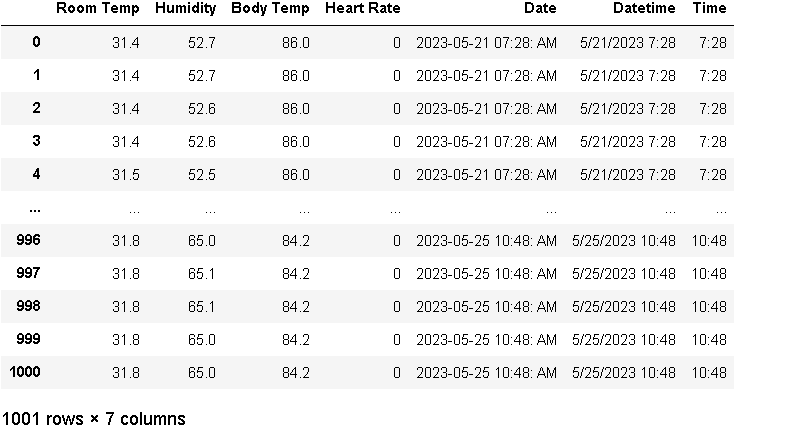 Room Temp Humidity Body Temp Heart Rate Date Datetime Time
0 31.4 52.7 86.0 0 2023-05-21 07:28: AM 5/21/2023 7:28 7:28
1 31.4 52.7 86.0 0 2023-05-21 07:28: AM 5/21/2023 7:28 7:28
2 31.4 52.6 86.0 0 2023-05-21 07:28: AM 5/21/2023 7:28 7:28
3 31.4 52.6 86.0 0 2023-05-21 07:28: AM 5/21/2023 7:28 7:28
4 31.5 52.5 86.0 0 2023-05-21 07:28: AM 5/21/2023 7:28 7:28
... ... ... ... ... ... ... ...
996 31.8 65.0 84.2 0 2023-05-25 10:48: AM 5/25/2023 10:48 10:48
997 31.8 65.1 84.2 0 2023-05-25 10:48: AM 5/25/2023 10:48 10:48
998 31.8 65.1 84.2 0 2023-05-25 10:48: AM 5/25/2023 10:48 10:48
999 31.8 65.0 84.2 0 2023-05-25 10:48: AM 5/25/2023 10:48 10:48
1000 31.8 65.0 84.2 0 2023-05-25 10:48: AM 5/25/2023 10:48 10:48
1001 rows × 7 columns